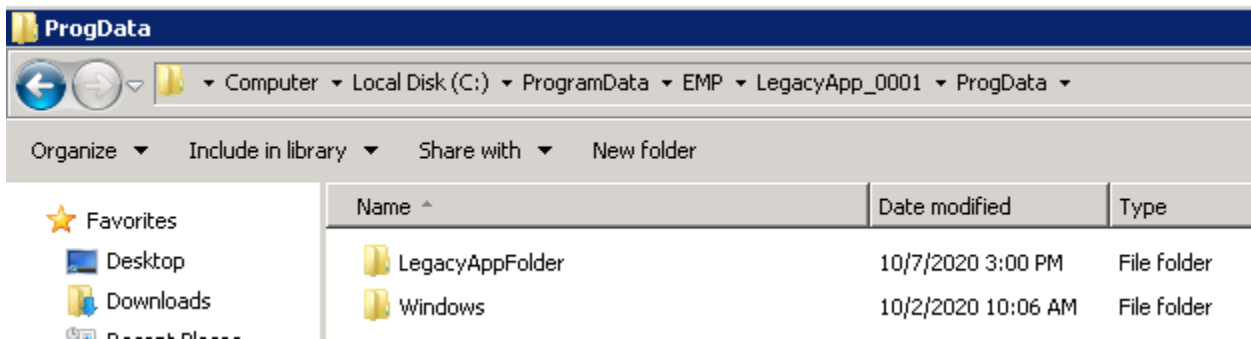 ProgData
Computer Local Disk (C:) ProgramData EMP LegacyApp_0001 ProgData
Organize Include in library Share with New folder
Name Date modified Type
Favorites
Desktop
Downloads
LegacyAppFolder 10/7/2020 3:00 PM File folder
Windows 10/2/2020 10:06 AM File folder